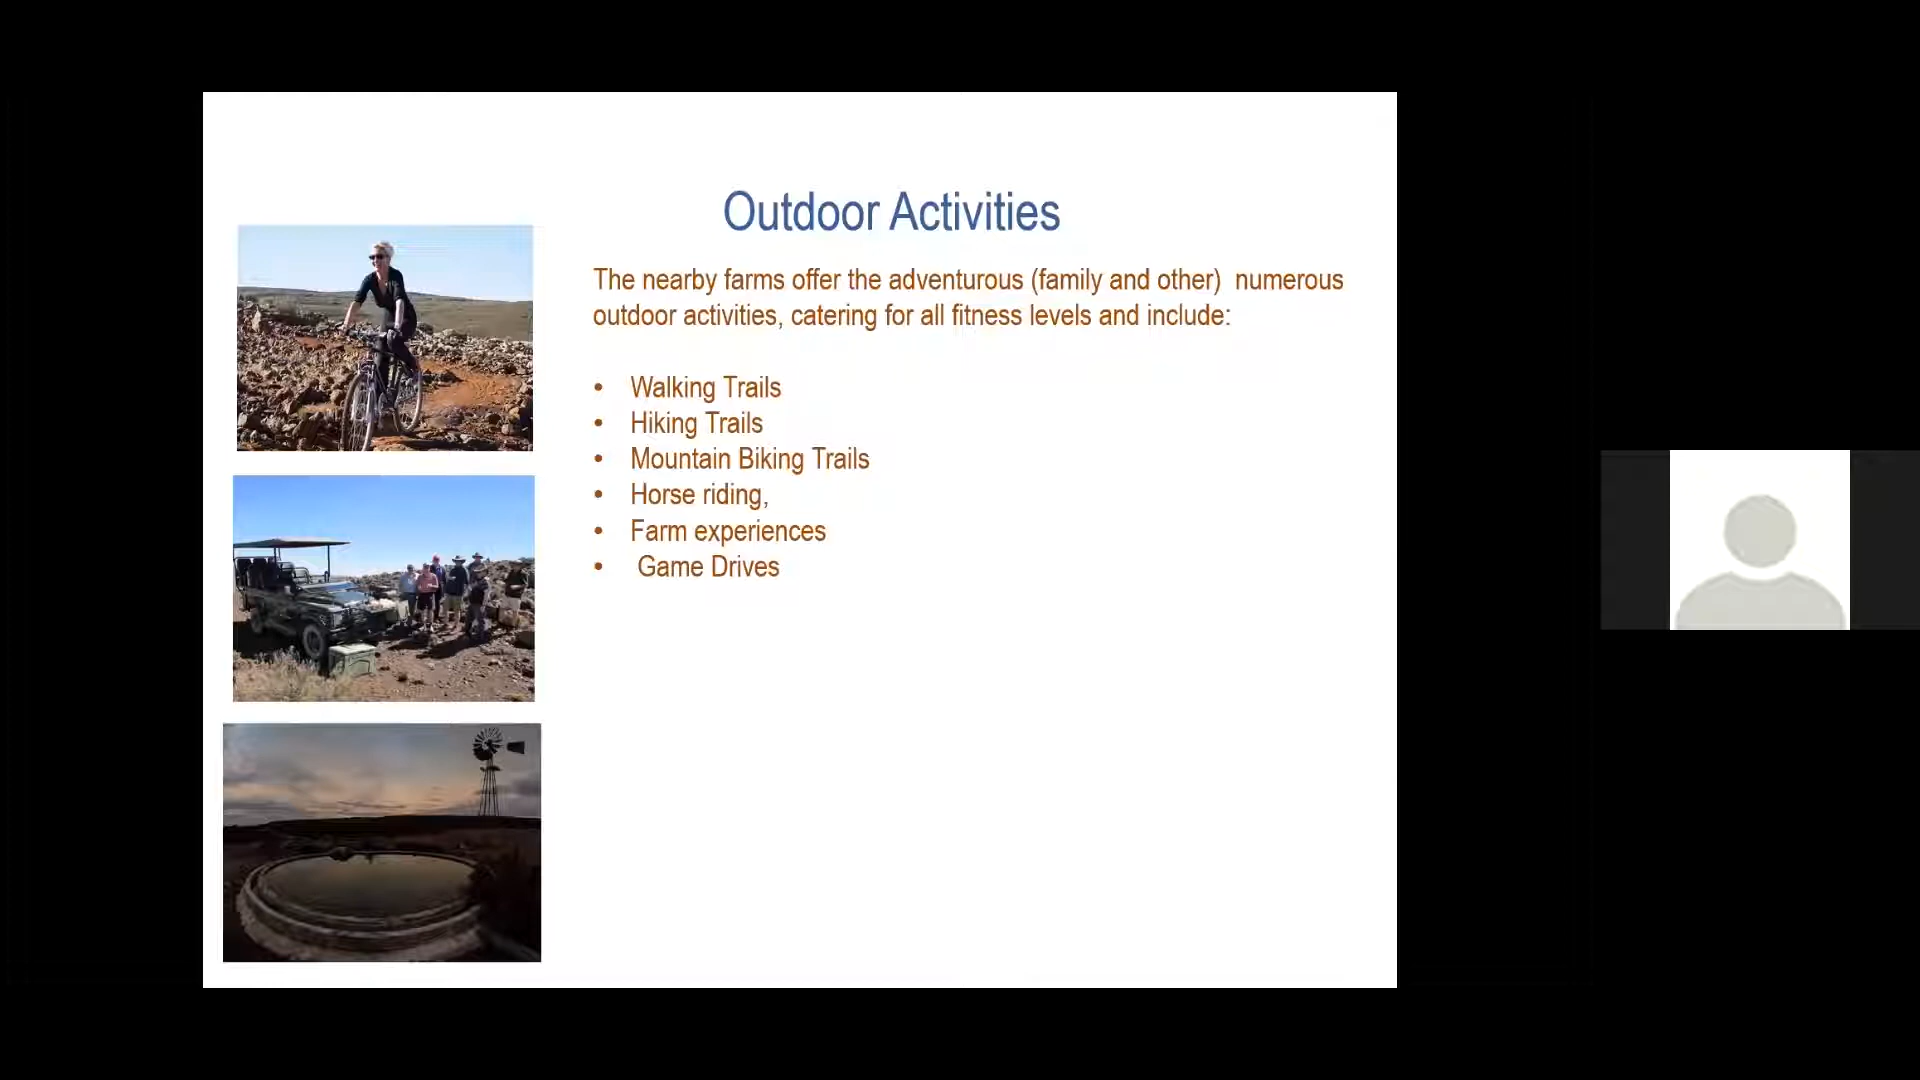 Outdoor Activities
The nearby farms offer the adventurous (family and other)  numerous
outdoor activities, catering for all fitness levels and include:
• Walking Trails
• Hiking Trails
• Mountain Biking Trails
• Horse riding,
• Farm experiences
• Game Drives